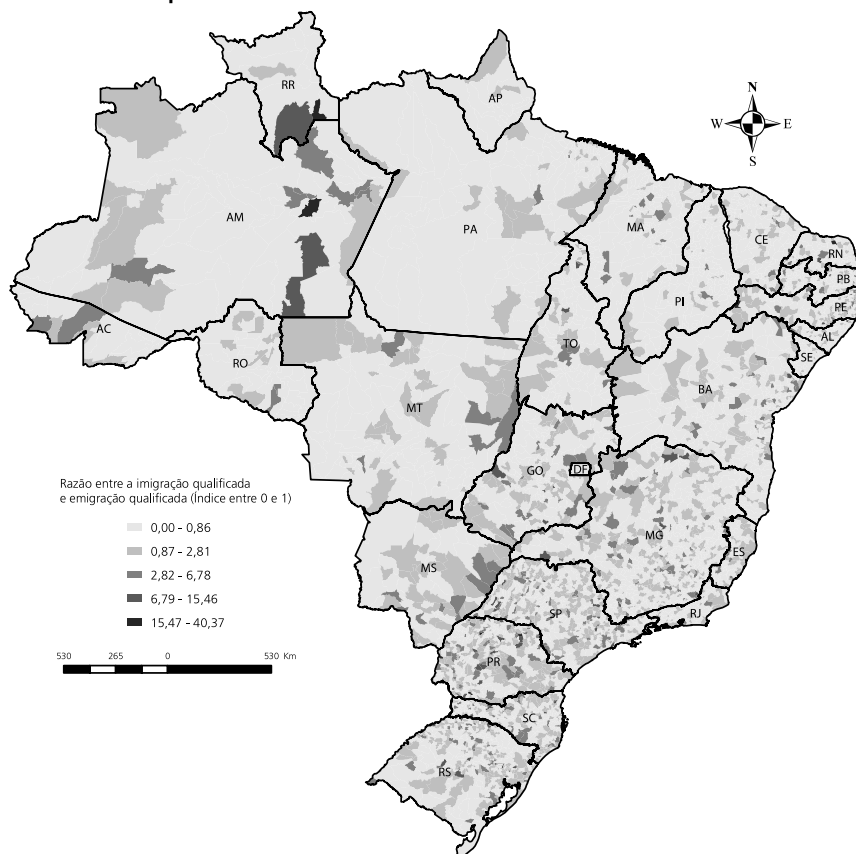 N
W E
S
RR
AP
AM
PA
MA
CE
RN
PB
PE
AL
SE
PI
AC
RO
TO
BA
MT
GO
DF
MG
ES
MS
SP
RJ
PR
SC
RS
Razão entre a imigração qualificada
e emigração qualificada (Índice entre 0 e 1)
0,00 - 0,86
0,87 - 2,81
2,82 - 6,78
6,79 - 15,46
15,47 - 40,37
530 265 0 530 Km